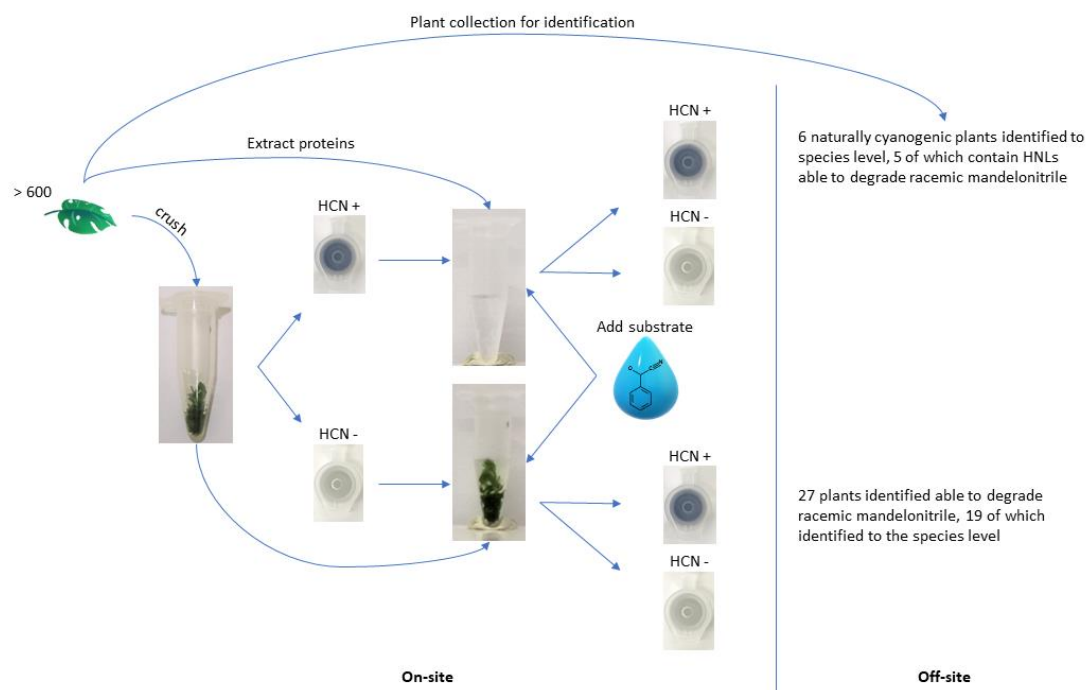 Plant collection for identification
HCN +
6 naturally cyanogenic plants identified to
species level, 5 of which contain HNLs
able to degrade racemic mandelonitrile
Extract proteins
> 600
crush
HCN +
HCN -
Add substrate
HCN -
HCN +
27 plants identified able to degrade
racemic mandelonitrile, 19 of which
identified to the species level
HCN -
On-site
Off-site